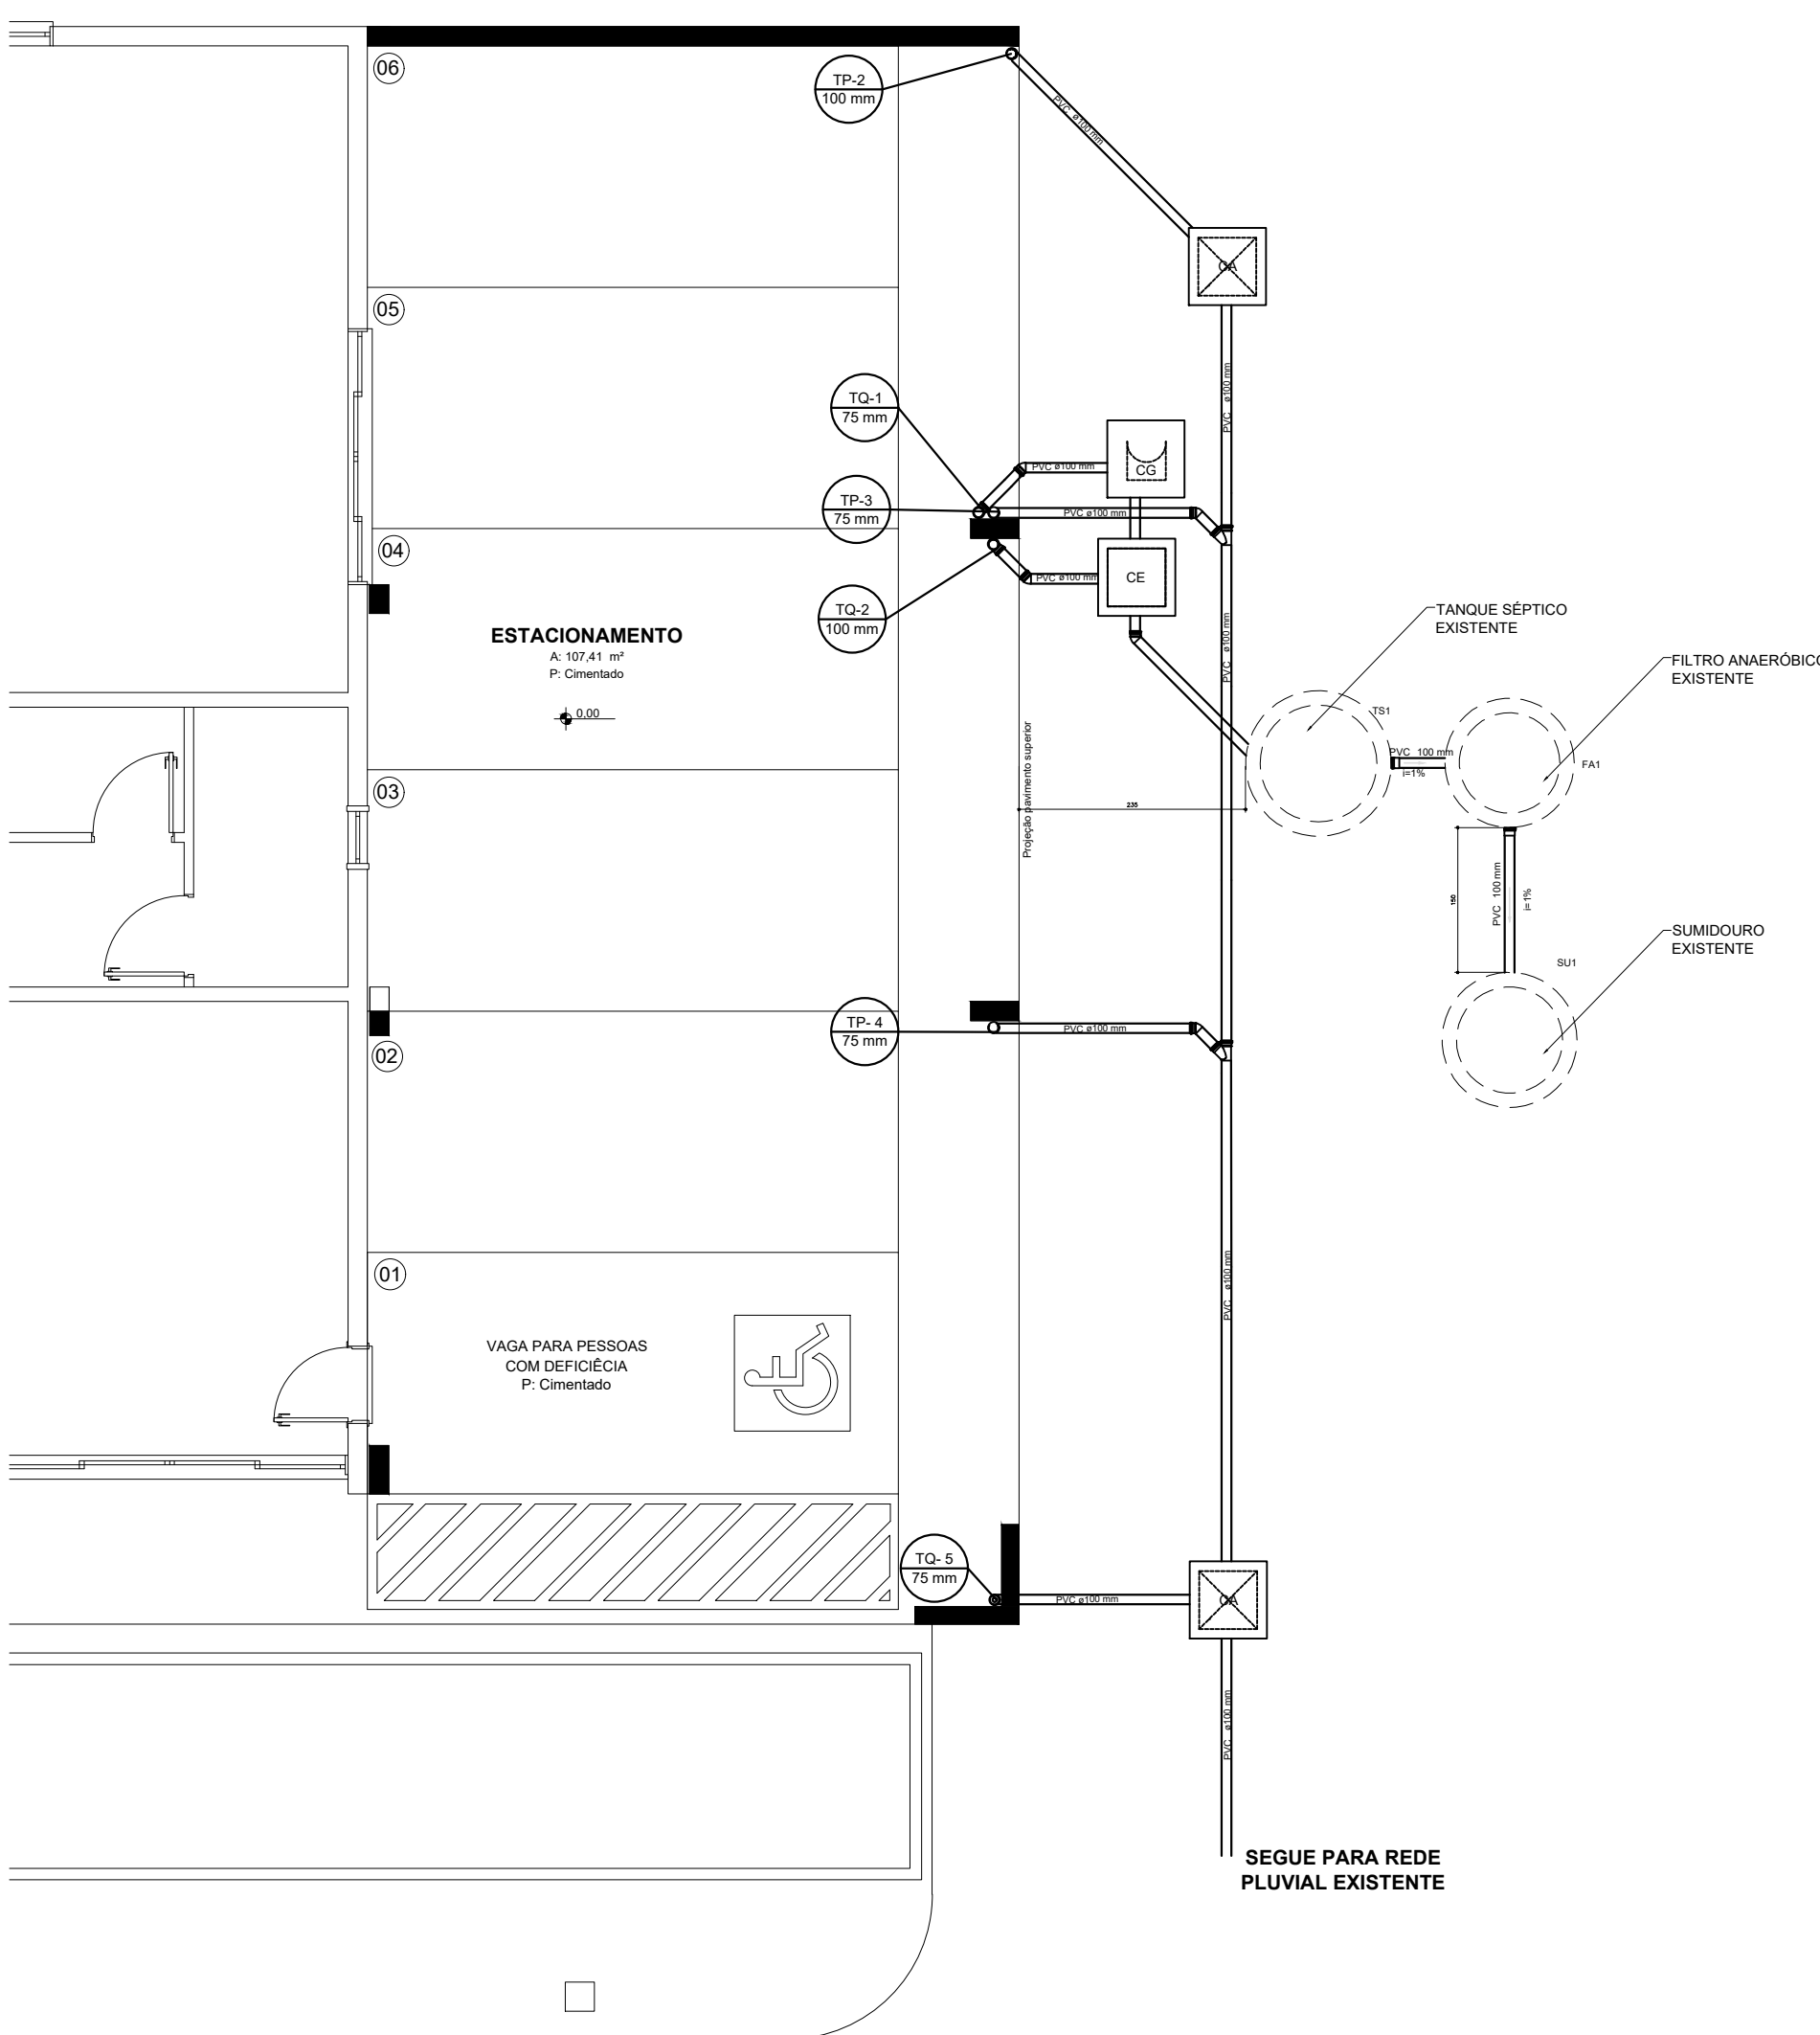 06
TP-2
100 mm
PVC ø100 mm
CA
05
PVC ø100 mm
TQ-1
75 mm
PVC ø100 mm
CG
TP-3
75 mm
PVC ø100 mm
04
CE
PVC ø100 mm
TQ-2
100 mm
ESTACIONAMENTO
A: 107,41 m²
P: Cimentado
0,00
PVC ø100 mm
TANQUE SÉPTICO
EXISTENTE
FILTRO ANAERÓBICO
EXISTENTE
TS1
PVC 100 mm
i=1%
FA1
Projeção pavimento superior
03
235
150
PVC 100 mm
i=1%
SUMIDOURO
EXISTENTE
SU1
TP- 4
75 mm
PVC ø100 mm
02
01
PVC ø100 mm
VAGA PARA PESSOAS
COM DEFICIÊCIA
P: Cimentado
TQ- 5
75 mm
PVC ø100 mm
CA
PVC ø100 mm
SEGUE PARA REDE
PLUVIAL EXISTENTE